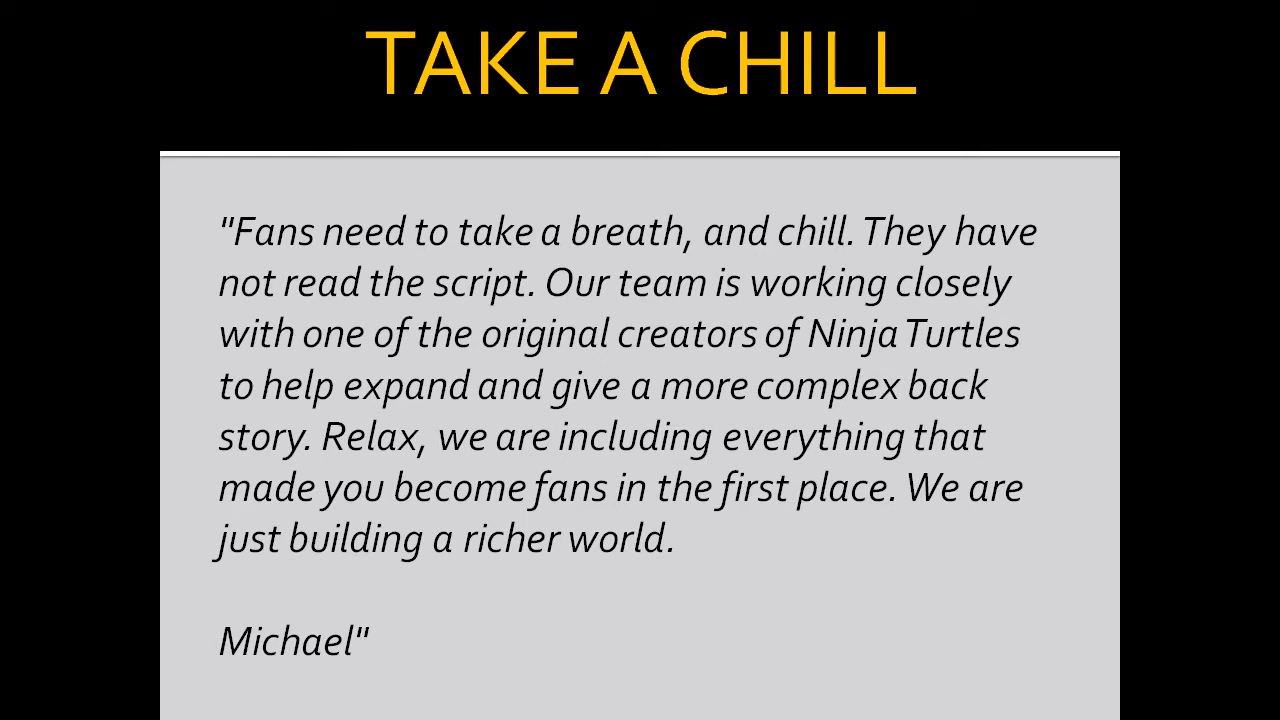 TAKE A CHILL
"Fans need to take a breath, and chill. They have
not read the script. Our team is working closely
with one of the original creators of Ninja Turtles
to help expand and give a more complex back
story. Relax, we are including everything that
made you become fans in the first place. We are
just building a richer world.
Michael"